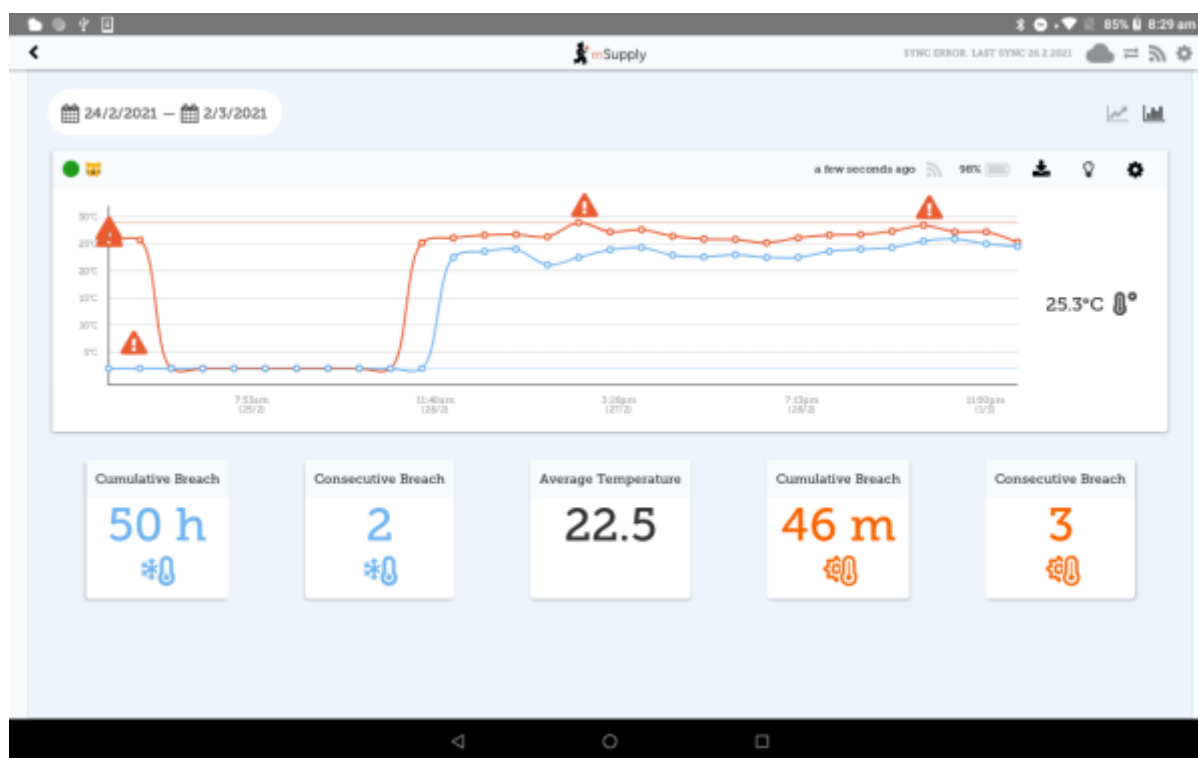 85% 8:29 am
mSupply
SYNC ERROR. LAST SYNC 26.2.2021
24/2/2021 — 2/3/2021
a few seconds ago 98%
30°C
25°C
20°C
15°C
10°C
5°C
25.3°C
7:53am 11:40am 3:26pm 7:13pm 11:00pm
(25/2) (26/2) (27/2) (28/2) (1/3)
Cumulative Breach Consecutive Breach Average Temperature Cumulative Breach Consecutive Breach
50 h 2 22.5 46 m 3